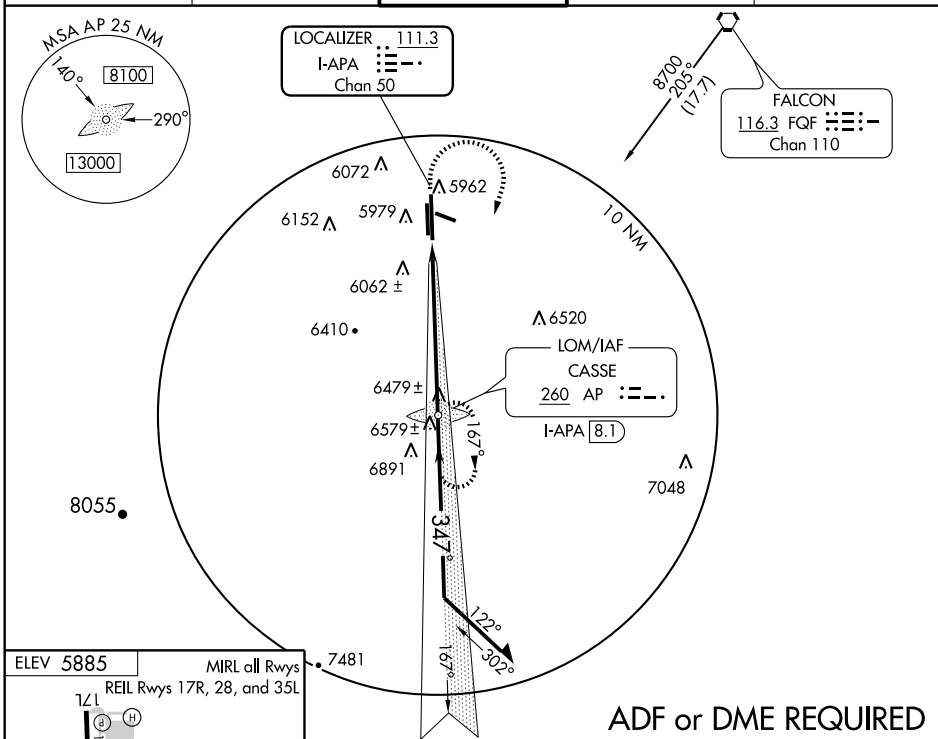 MSA AP 25 NM
140°
8100
290°
13000
LOCALIZER 111.3
I-APA
Chan 50
8700
205°
(17.7)
FALCON
116.3 FQF
Chan 110
6072
5962
6152
5979
10 NM
6062 ±
6410
6520
LOM/IAF
CASSE
260 AP
I-APA 8.1
6479 ±
6579 ±
167°
6891
7048
8055
347°
122°
302°
167°
7481
ELEV 5885
MIRL all Rwys
REIL Rwys 17R, 28, and 35L
17L
P
H
ADF or DME REQUIRED